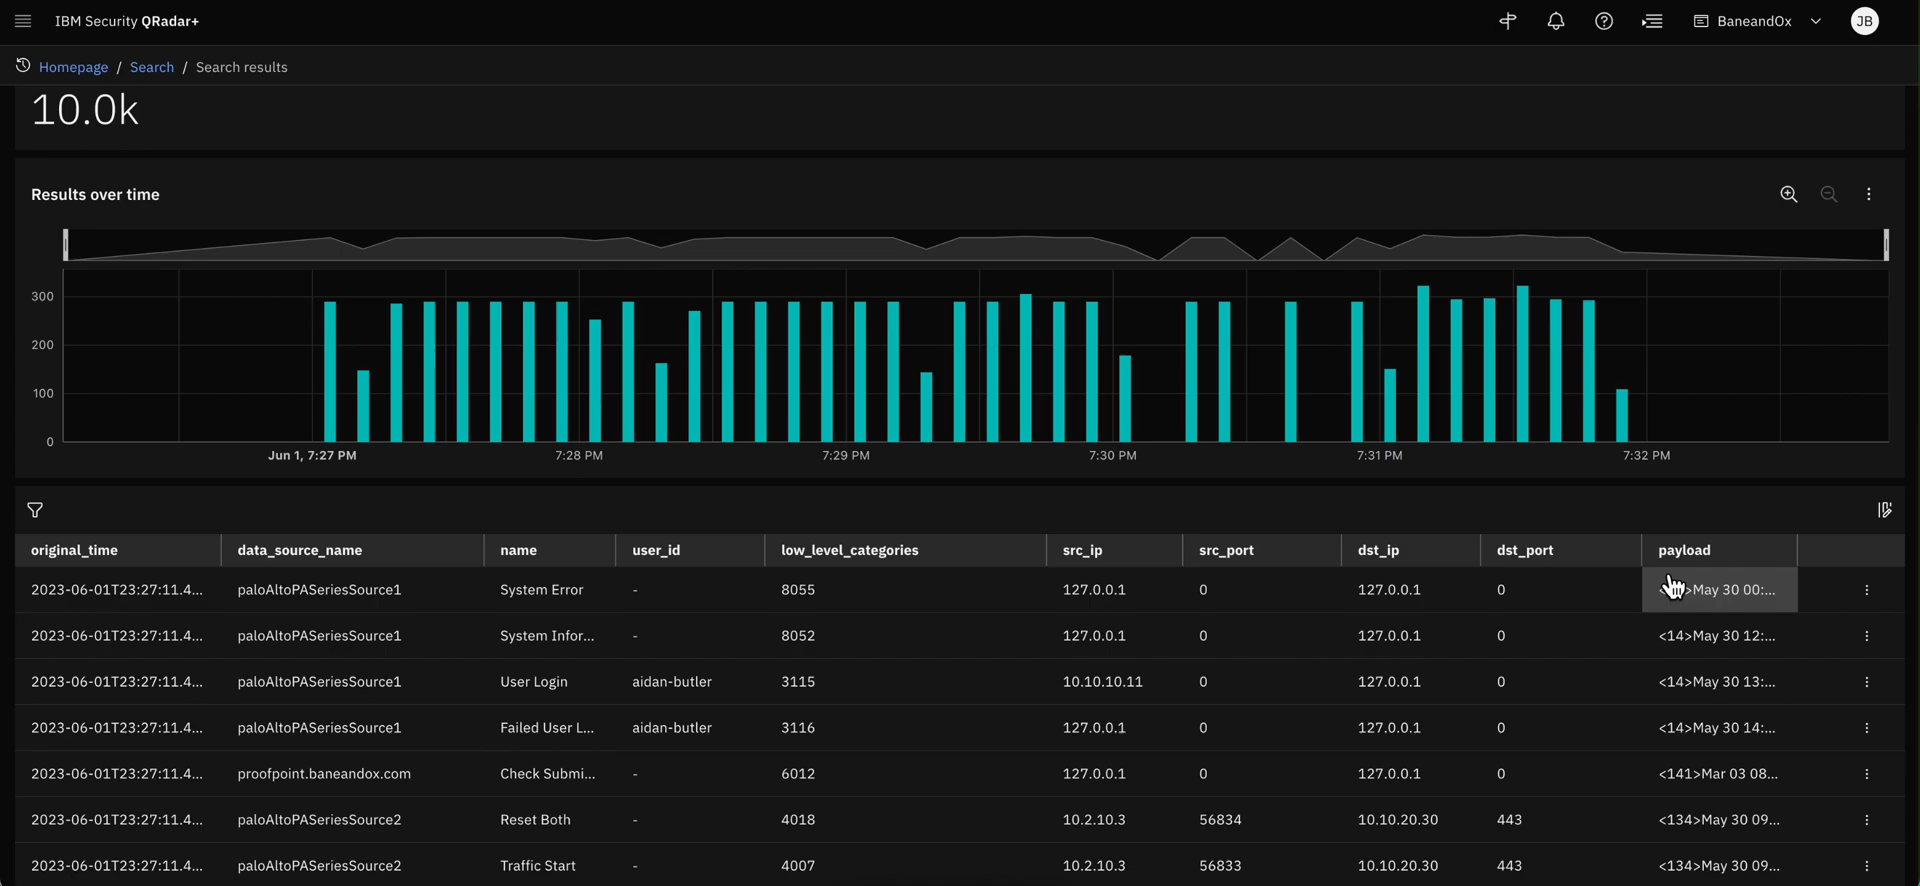 IBM Security QRadar+
BaneandOx
JB
Homepage / Search / Search results
10.0k
Results over time
300
200
100
0
Jun 1, 7:27 PM 7:28 PM 7:29 PM 7:30 PM 7:31 PM 7:32 PM
original_time data_source_name name user_id low_level_categories src_ip src_port dst_ip dst_port payload
2023-06-01T23:27:11.4... paloAltoPASeriesSource1 System Error - 8055 127.0.0.1 0 127.0.0.1 0 >May 30 00:...
2023-06-01T23:27:11.4... paloAltoPASeriesSource1 System Infor... - 8052 127.0.0.1 0 127.0.0.1 0 <14>May 30 12:...
2023-06-01T23:27:11.4... paloAltoPASeriesSource1 User Login aidan-butler 3115 10.10.10.11 0 127.0.0.1 0 <14>May 30 13:...
2023-06-01T23:27:11.4... paloAltoPASeriesSource1 Failed User L... aidan-butler 3116 127.0.0.1 0 127.0.0.1 0 <14>May 30 14:...
2023-06-01T23:27:11.4... proofpoint.baneandox.com Check Submi... - 6012 127.0.0.1 0 127.0.0.1 0 <141>Mar 03 08...
2023-06-01T23:27:11.4... paloAltoPASeriesSource2 Reset Both - 4018 10.2.10.3 56834 10.10.20.30 443 <134>May 30 09...
2023-06-01T23:27:11.4... paloAltoPASeriesSource2 Traffic Start - 4007 10.2.10.3 56833 10.10.20.30 443 <134>May 30 09...